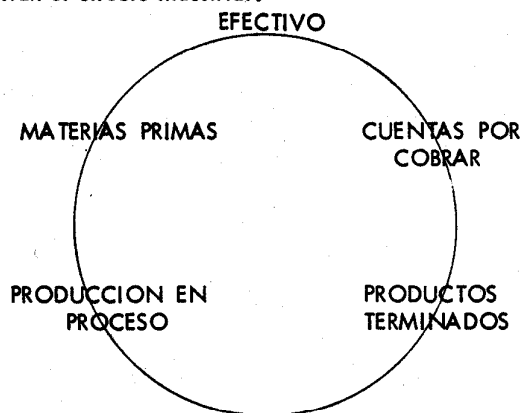 EFECTIVO
MATERIAS PRIMAS
CUENTAS POR
COBRAR
PRODUCCION EN
PROCESO
PRODUCTOS
TERMINADOS